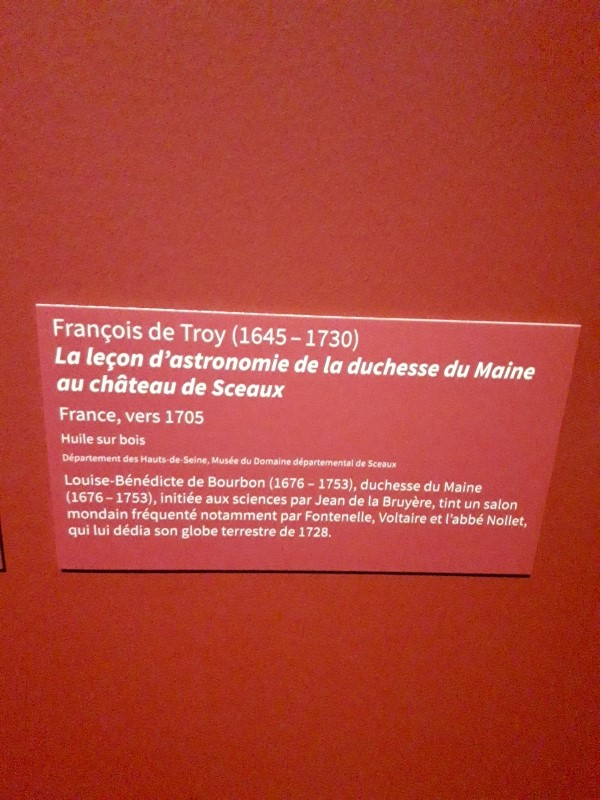 François de Troy (1645 – 1730)
La leçon d'astronomie de la duchesse du Maine
au château de Sceaux
France, vers 1705
Huile sur bois
Département des Hauts-de-Seine, Musée du Domaine départemental de Sceaux
Louise-Bénédicte de Bourbon (1676 – 1753), duchesse du Maine
(1676 – 1753), initiée aux sciences par Jean de la Bruyère, tint un salon
mondain fréquenté notamment par Fontenelle, Voltaire et l'abbé Nollet,
qui lui dédia son globe terrestre de 1728.